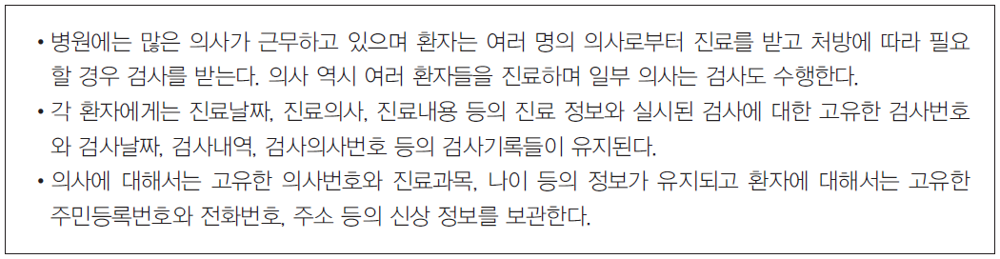 • 병원에는 많은 의사가 근무하고 있으며 환자는 여러 명의 의사로부터 진료를 받고 처방에 따라 필요
할 경우 검사를 받는다. 의사 역시 여러 환자들을 진료하며 일부 의사는 검사도 수행한다.
• 각 환자에게는 진료날짜, 진료의사, 진료내용 등의 진료 정보와 실시된 검사에 대한 고유한 검사번호
와 검사날짜, 검사내역, 검사의사번호 등의 검사기록들이 유지된다.
• 의사에 대해서는 고유한 의사번호와 진료과목, 나이 등의 정보가 유지되고 환자에 대해서는 고유한
주민등록번호와 전화번호, 주소 등의 신상 정보를 보관한다.